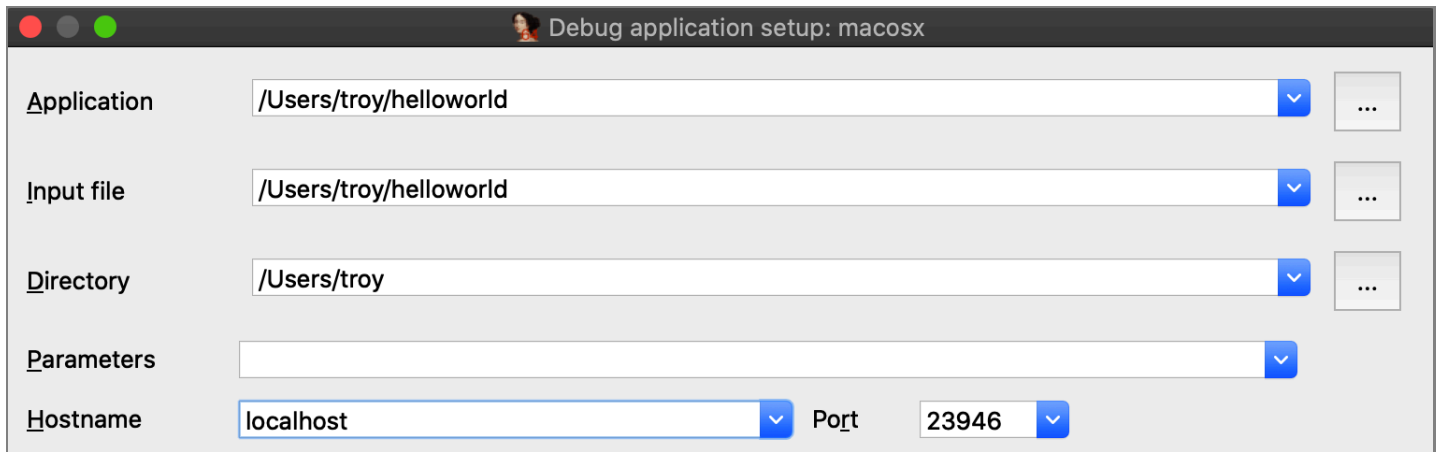 Debug application setup: macosx
Application /Users/troy/helloworld ...
Input file /Users/troy/helloworld ...
Directory /Users/troy ...
Parameters
Hostname localhost Port 23946